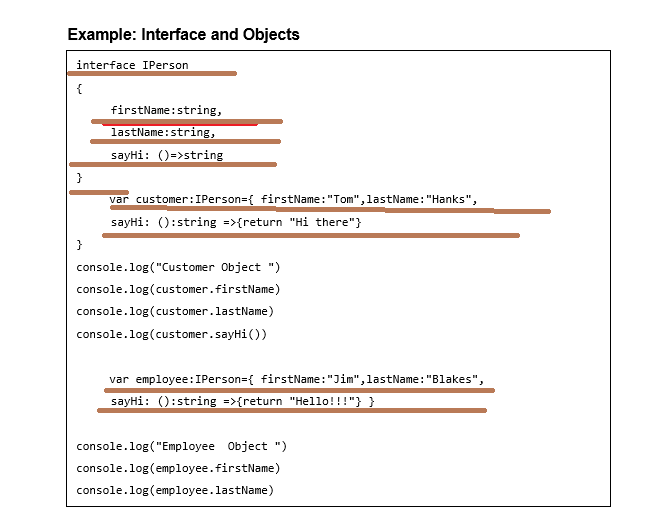 Example: Interface and Objects
interface IPerson
{
firstName:string,
lastName:string,
sayHi: ()=>string
}
var customer:IPerson={ firstName:"Tom",lastName:"Hanks",
sayHi: ():string =>{return "Hi there"}
}
console.log("Customer Object ")
console.log(customer.firstName)
console.log(customer.lastName)
console.log(customer.sayHi())
var employee:IPerson={ firstName:"Jim",lastName:"Blakes",
sayHi: ():string =>{return "Hello!!!"} }
console.log("Employee  Object ")
console.log(employee.firstName)
console.log(employee.lastName)